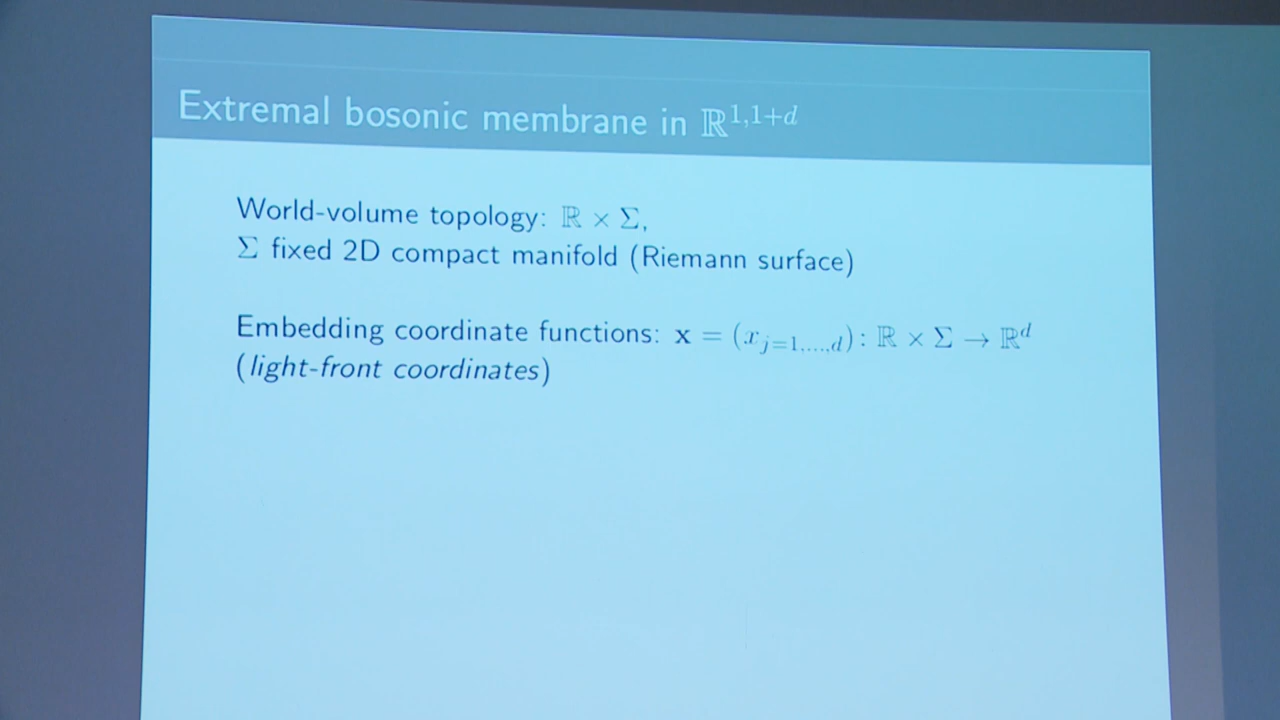 Extremal bosonic membrane in ℝ^{1,1+d}
World-volume topology: ℝ × Σ,
Σ fixed 2D compact manifold (Riemann surface)
Embedding coordinate functions: 𝐱 = (x_{j=1,...,d}): ℝ × Σ → ℝ^d
(light-front coordinates)